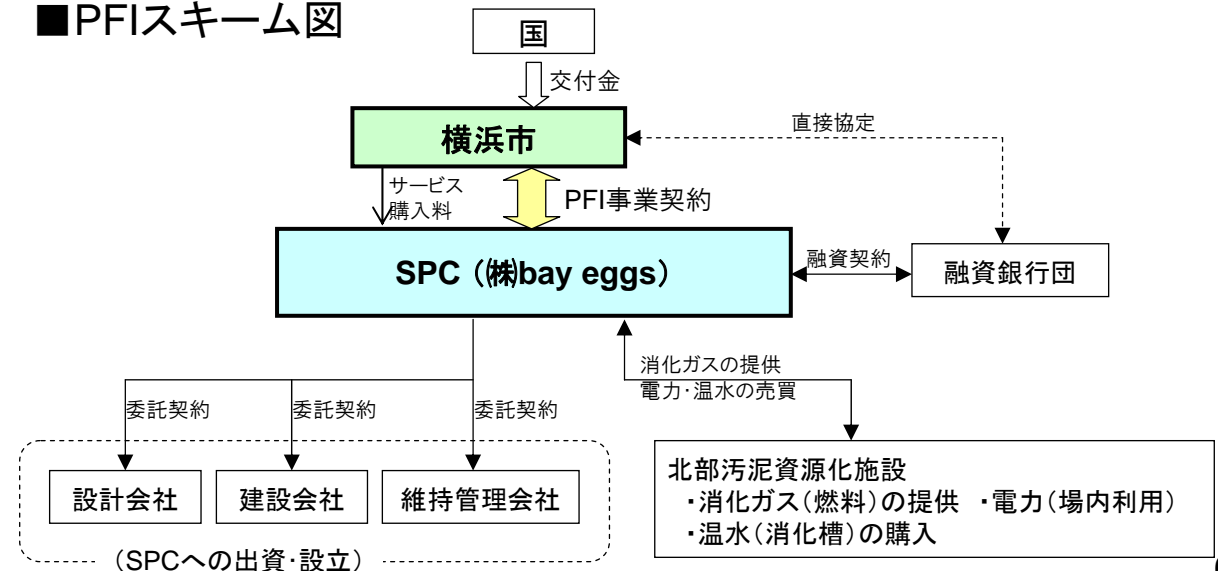 ■PFIスキーム図
国
交付金
横浜市
直接協定
サービス
購入料
PFI事業契約
SPC（㈱bay eggs）
融資契約
融資銀行団
消化ガスの提供
電力・温水の売買
委託契約
委託契約
委託契約
設計会社
建設会社
維持管理会社
（SPCへの出資・設立）
北部汚泥資源化施設
・消化ガス（燃料）の提供　・電力（場内利用）
・温水（消化槽）の購入